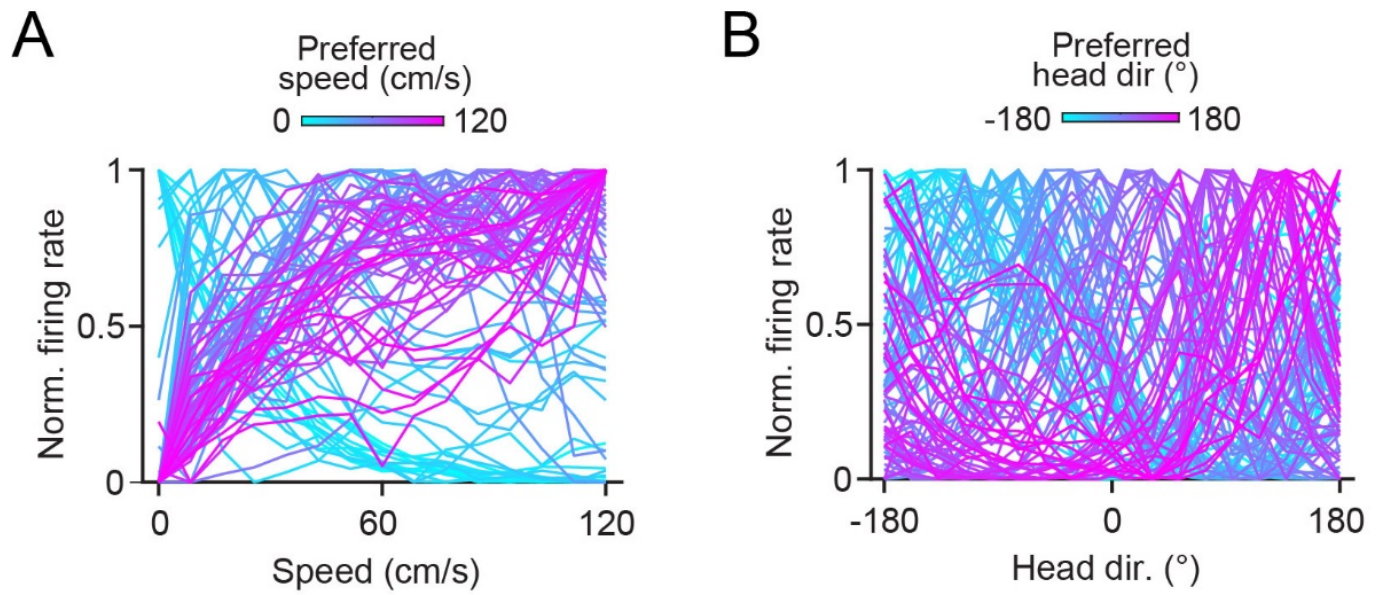 A
Preferred
speed (cm/s)
0 120
1
0.5
0
Norm. firing rate
0 60 120
Speed (cm/s)
B
Preferred
head dir (°)
-180 180
1
0.5
0
Norm. firing rate
-180 0 180
Head dir. (°)